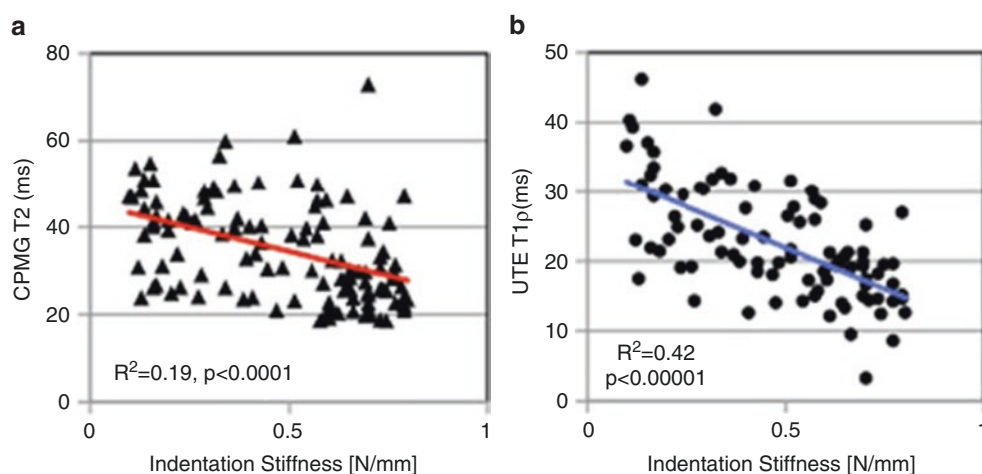 a
80
60
40
20
0
CPMG T2 (ms)
R²=0.19, p<0.0001
0 0.5 1
Indentation Stiffness [N/mm]
b
50
40
30
20
10
0
UTE T1ρ(ms)
R²=0.42
p<0.00001
0 0.5 1
Indentation Stiffness [N/mm]